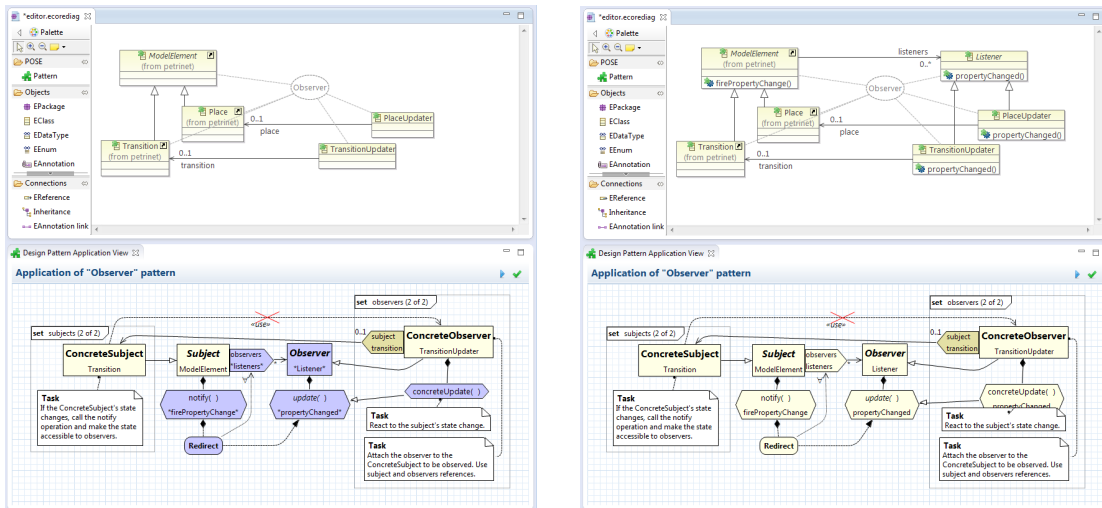 *editor.ecorediag
Palette
POSE
Pattern
Objects
EPackage
EClass
EDataType
EEnum
EAnnotation
Connections
EReference
Inheritance
EAnnotation link
ModelElement
(from petrinet)
Observer
Place
(from petrinet)
0..1
place
PlaceUpdater
Transition
(from petrinet)
0..1
transition
TransitionUpdater
Design Pattern Application View
Application of "Observer" pattern
set observers (2 of 2)
set subjects (2 of 2)
«use»
0..1
subject
transition
ConcreteObserver
TransitionUpdater
ConcreteSubject
Transition
Subject
ModelElement
observers
"listeners"
*
Observer
"Listener"
notify( )
"firePropertyChange"
update( )
"propertyChanged"
concreteUpdate( )
Redirect
Task
If the ConcreteSubject's state
changes, call the notify
operation and make the state
accessible to observers.
Task
React to the subject's state change.
Task
Attach the observer to the
ConcreteSubject to be observed. Use
subject and observers references.
*editor.ecorediag
Palette
POSE
Pattern
Objects
EPackage
EClass
EDataType
EEnum
EAnnotation
Connections
EReference
Inheritance
EAnnotation link
ModelElement
(from petrinet)
firePropertyChange()
listeners
0..*
Listener
propertyChanged()
Observer
Place
(from petrinet)
0..1
place
PlaceUpdater
propertyChanged()
Transition
(from petrinet)
0..1
transition
TransitionUpdater
propertyChanged()
Design Pattern Application View
Application of "Observer" pattern
set observers (2 of 2)
set subjects (2 of 2)
«use»
0..1
subject
transition
ConcreteObserver
TransitionUpdater
ConcreteSubject
Transition
Subject
ModelElement
observers
listeners
*
Observer
Listener
notify( )
firePropertyChange
update( )
propertyChanged
concreteUpdate( )
propertyChanged
Redirect
Task
If the ConcreteSubject's state
changes, call the notify
operation and make the state
accessible to observers.
Task
React to the subject's state change.
Task
Attach the observer to the
ConcreteSubject to be observed. Use
subject and observers references.